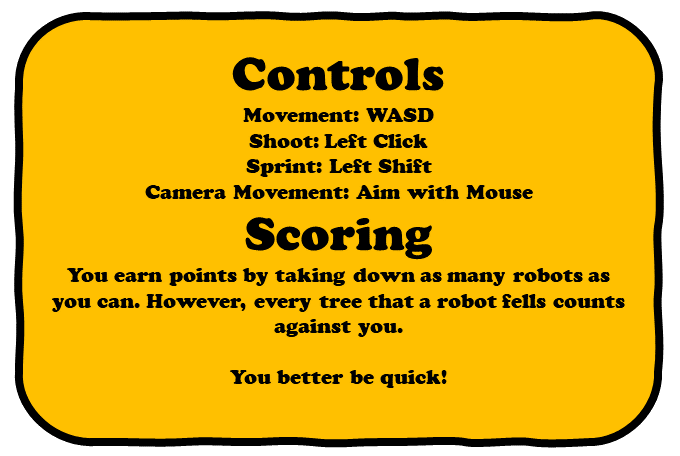 Controls
Movement: WASD
Shoot: Left Click
Sprint: Left Shift
Camera Movement: Aim with Mouse
Scoring
You earn points by taking down as many robots as
you can. However, every tree that a robot fells counts
against you.
You better be quick!